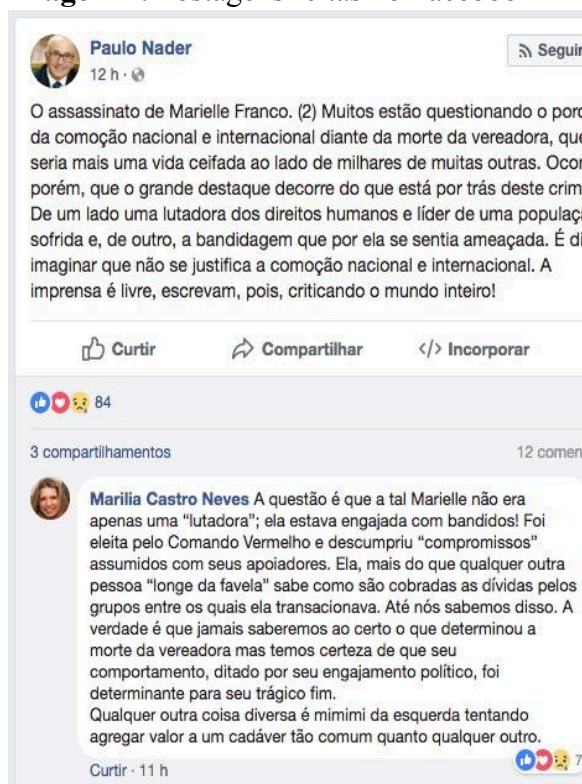 Paulo Nader
Seguir
12 h ·
O assassinato de Marielle Franco. (2) Muitos estão questionando o
da comoção nacional e internacional diante da morte da vereadora, que
seria mais uma vida ceifada ao lado de milhares de muitas outras.
porém, que o grande destaque decorre do que está por trás deste
De um lado uma lutadora dos direitos humanos e líder de uma
sofrida e, de outro, a bandidagem que por ela se sentia ameaçada. É
imaginar que não se justifica a comoção nacional e internacional. A
imprensa é livre, escrevam, pois, criticando o mundo inteiro!
Curtir Compartilhar </> Incorporar
84
3 compartilhamentos 12
Marilia Castro Neves A questão é que a tal Marielle não era
apenas uma “lutadora”; ela estava engajada com bandidos! Foi
eleita pelo Comando Vermelho e descumpriu “compromissos”
assumidos com seus apoiadores. Ela, mais do que qualquer outra
pessoa “longe da favela” sabe como são cobradas as dívidas pelos
grupos entre os quais ela transacionava. Até nós sabemos disso. A
verdade é que jamais saberemos ao certo o que determinou a
morte da vereadora mas temos certeza de que seu
comportamento, ditado por seu engajamento político, foi
determinante para seu trágico fim.
Qualquer outra coisa diversa é mimimi da esquerda tentando
agregar valor a um cadáver tão comum quanto qualquer outro.
Curtir · 11 h